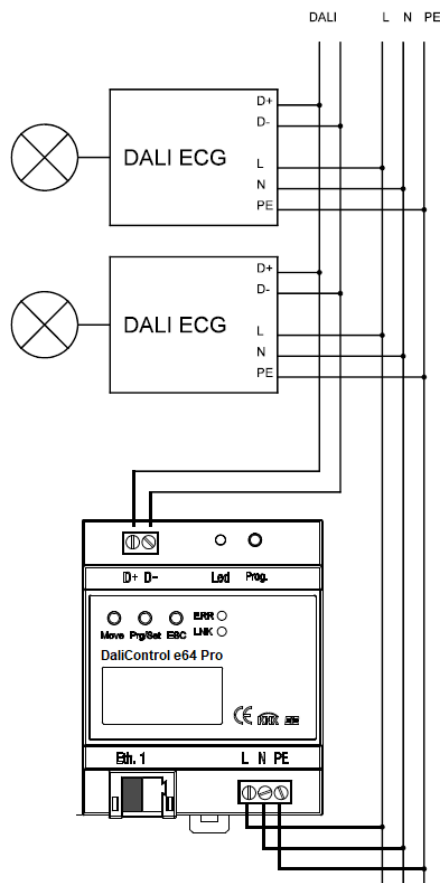 DALI L N PE
D+
D-
DALI ECG
L
N
PE
D+
D-
DALI ECG
L
N
PE
D+ D- Led Prog.
ERR
Move Prg/Set ESC LNK
DaliControl e64 Pro
CE
Eth. 1 L N PE